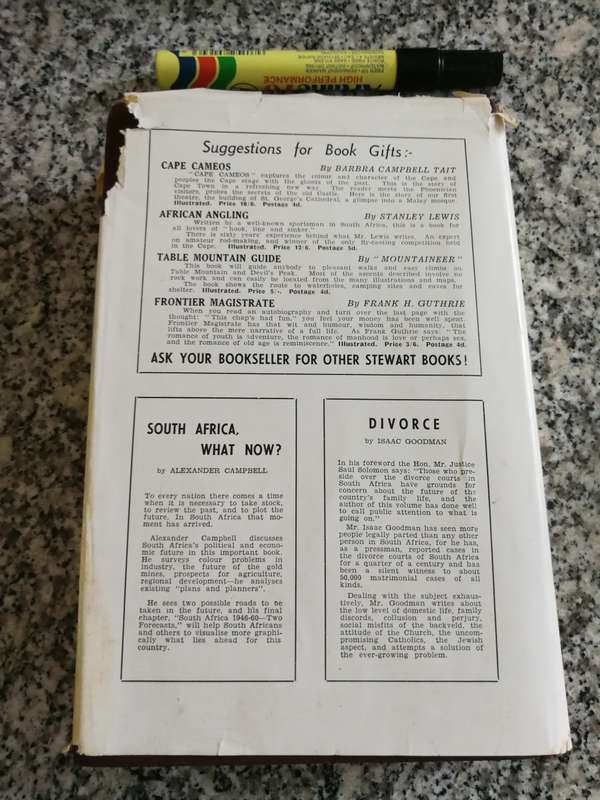 HIGH PERFORMANCE
Suggestions for Book Gifts:-
CAPE CAMEOS By BARBRA CAMPBELL TAIT
"CAPE CAMEOS" captures the colour and character of the Cape and
peoples the Cape stage with the ghosts of the past. This is the story of
Cape Town in a refreshing new way. The reader meets the Phoenician
visitors, probes the secrets of the old Castle. Here is the story of our first
theatre, the building of St. George's Cathedral, a glimpse into a Malay mosque.
Illustrated. Price 10/6. Postage 4d.
AFRICAN ANGLING By STANLEY LEWIS
Written by a well-known sportsman in South Africa, this is a book for
all lovers of "hook, line and sinker."
There is sixty years' experience behind what Mr. Lewis writes. An expert
on amateur rod-making, and winner of the only fly-casting competition held
in the Cape. Illustrated. Price 12/6. Postage 5d.
TABLE MOUNTAIN GUIDE By "MOUNTAINEER"
This book will guide anybody to pleasant walks and easy climbs on
Table Mountain and Devil's Peak. Most of the ascents described involve no
rock work and can easily be located from the many illustrations and maps.
The book shows the route to waterholes, camping sites and caves for
shelter. Illustrated. Price 5/-. Postage 4d.
FRONTIER MAGISTRATE By FRANK H. GUTHRIE
When you read an autobiography and turn over the last page with the
thought: "This chap's had fun," you feel your money has been well spent.
Frontier Magistrate has that wit and humour, wisdom and humanity, that
lifts above the mere narrative of a full life. As Frank Guthrie says: "The
romance of youth is adventure, the romance of manhood is love or perhaps sex,
and the romance of old age is reminiscence." Illustrated. Price 3/6. Postage 4d.
ASK YOUR BOOKSELLER FOR OTHER STEWART BOOKS!
SOUTH AFRICA,
WHAT NOW?
by ALEXANDER CAMPBELL
To every nation there comes a time
when it is necessary to take stock,
to review the past, and to plot the
future. In South Africa that mo-
ment has arrived.
Alexander Campbell discusses
South Africa's political and econo-
mic future in this important book.
He surveys colour problems in
industry, the future of the gold
mines, prospects for agriculture,
regional development—he analyses
existing "plans and planners".
He sees two possible roads to be
taken in the future, and his final
chapter, "South Africa 1946-60—Two
Forecasts," will help South Africans
and others to visualise more graphi-
cally what lies ahead for this
country.
DIVORCE
by ISAAC GOODMAN
In his foreword the Hon. Mr. Justice
Saul Solomon says: "Those who pre-
side over the divorce courts in
South Africa have grounds for
concern about the future of the
country's family life, and the
author of this volume has done well
to call public attention to what is
going on."
Mr. Isaac Goodman has seen more
people legally parted than any other
person in South Africa, for he has,
as a pressman, reported cases in
the divorce courts of South Africa
for a quarter of a century and has
been a silent witness to about
50,000 matrimonial cases of all
kinds.
Dealing with the subject exhaus-
tively, Mr. Goodman writes about
the low level of domestic life, family
discords, collusion and perjury,
social misfits of the backveld, the
attitude of the Church, the uncom-
promising Catholics, the Jewish
aspect, and attempts a solution of
the ever-growing problem.